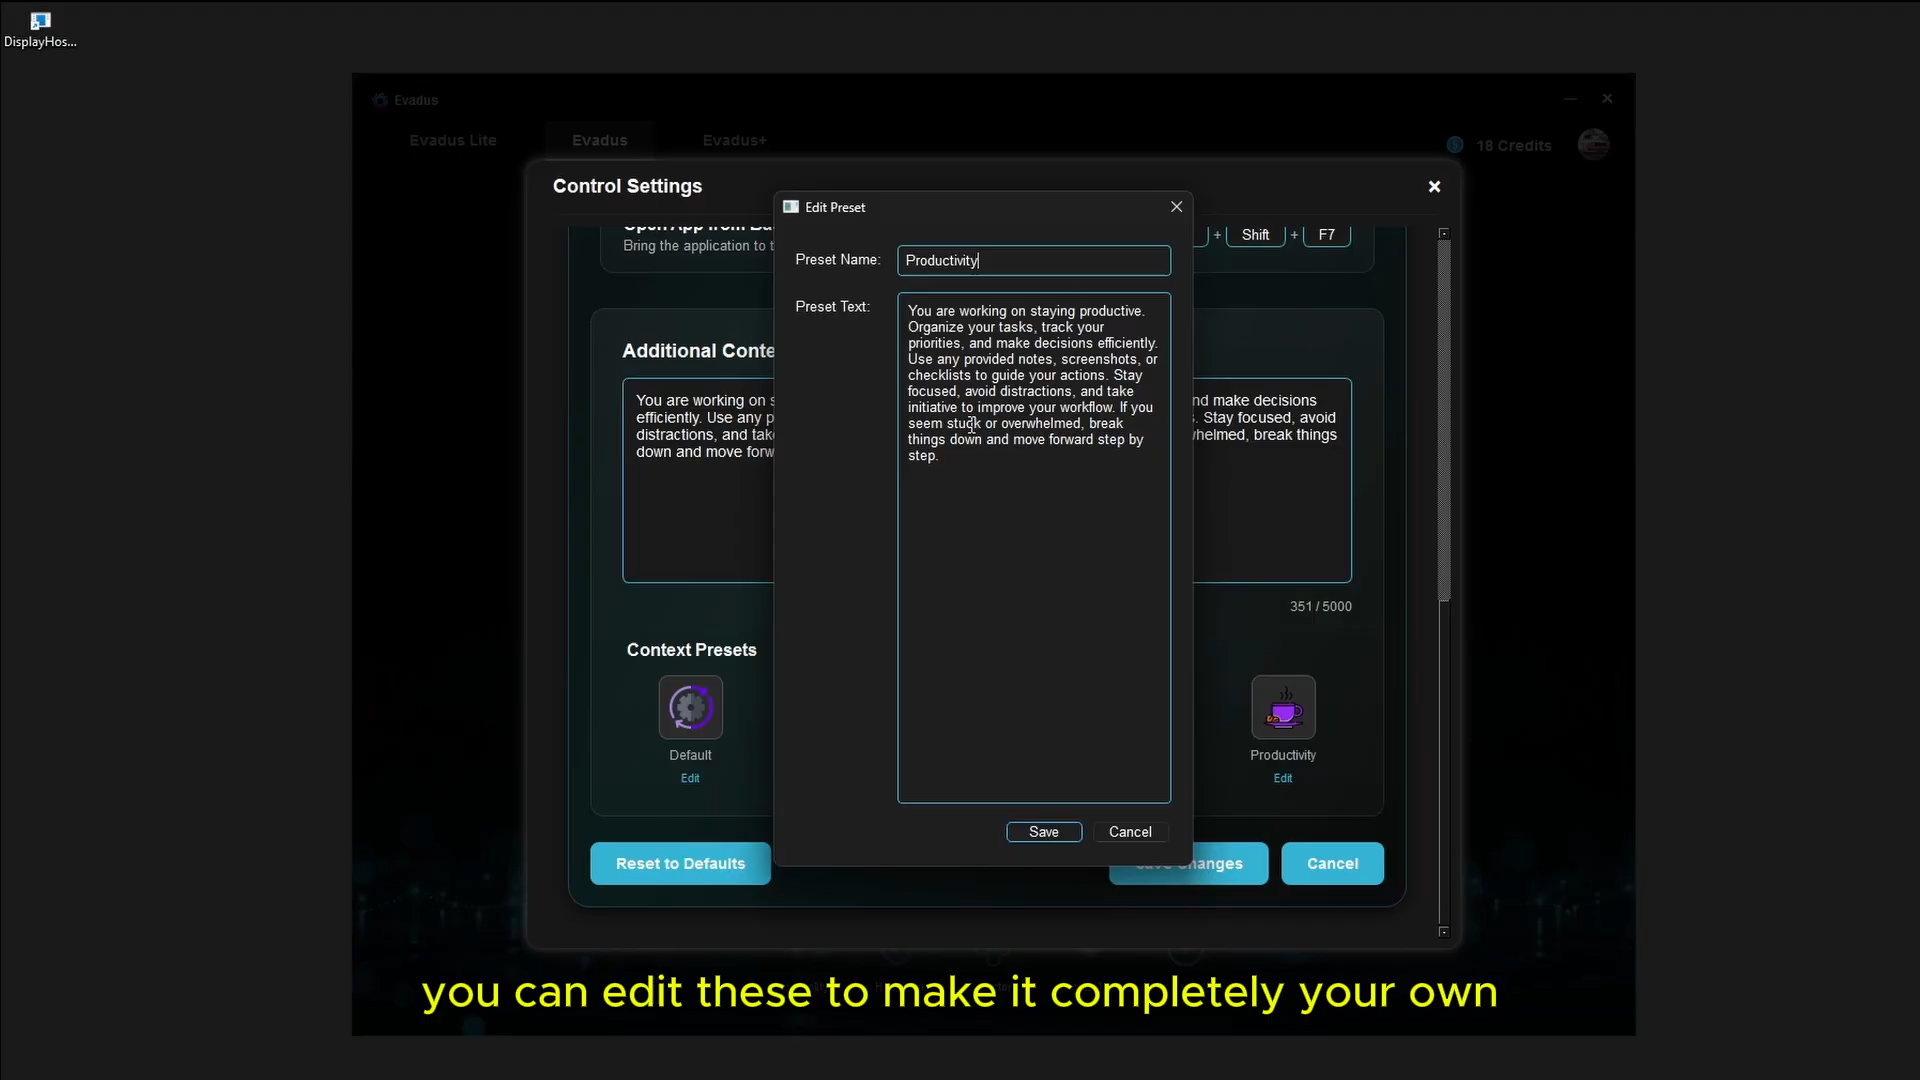 DisplayHos...
Evadus
Evadus Lite
Evadus
Evadus+
18 Credits
Control Settings
Edit Preset
Bring the application to t
+ Shift + F7
Preset Name:
Productivity
Preset Text:
You are working on staying productive.
Organize your tasks, track your
priorities, and make decisions efficiently.
Use any provided notes, screenshots, or
checklists to guide your actions. Stay
focused, avoid distractions, and take
initiative to improve your workflow. If you
seem stuck or overwhelmed, break
things down and move forward step by
step.
Additional Conte
You are working on s
efficiently. Use any p
distractions, and tak
down and move forw
nd make decisions
. Stay focused, avoid
whelmed, break things
351 / 5000
Context Presets
Default
Edit
Productivity
Edit
Save
Cancel
Reset to Defaults
Save Changes
Cancel
you can edit these to make it completely your own